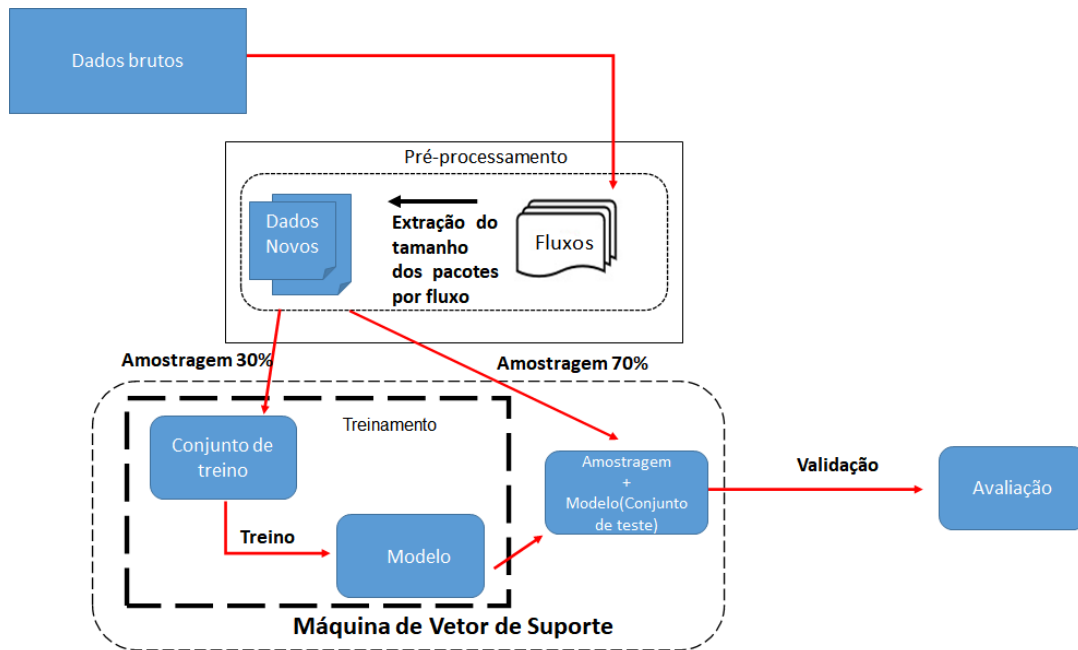 Dados brutos
Pré-processamento
Dados
Novos
Extração do
tamanho
dos pacotes
por fluxo
Fluxos
Amostragem 30%
Amostragem 70%
Treinamento
Conjunto de
treino
Treino
Modelo
Amostragem
+
Modelo(Conjunto
de teste)
Validação
Avaliação
Máquina de Vetor de Suporte